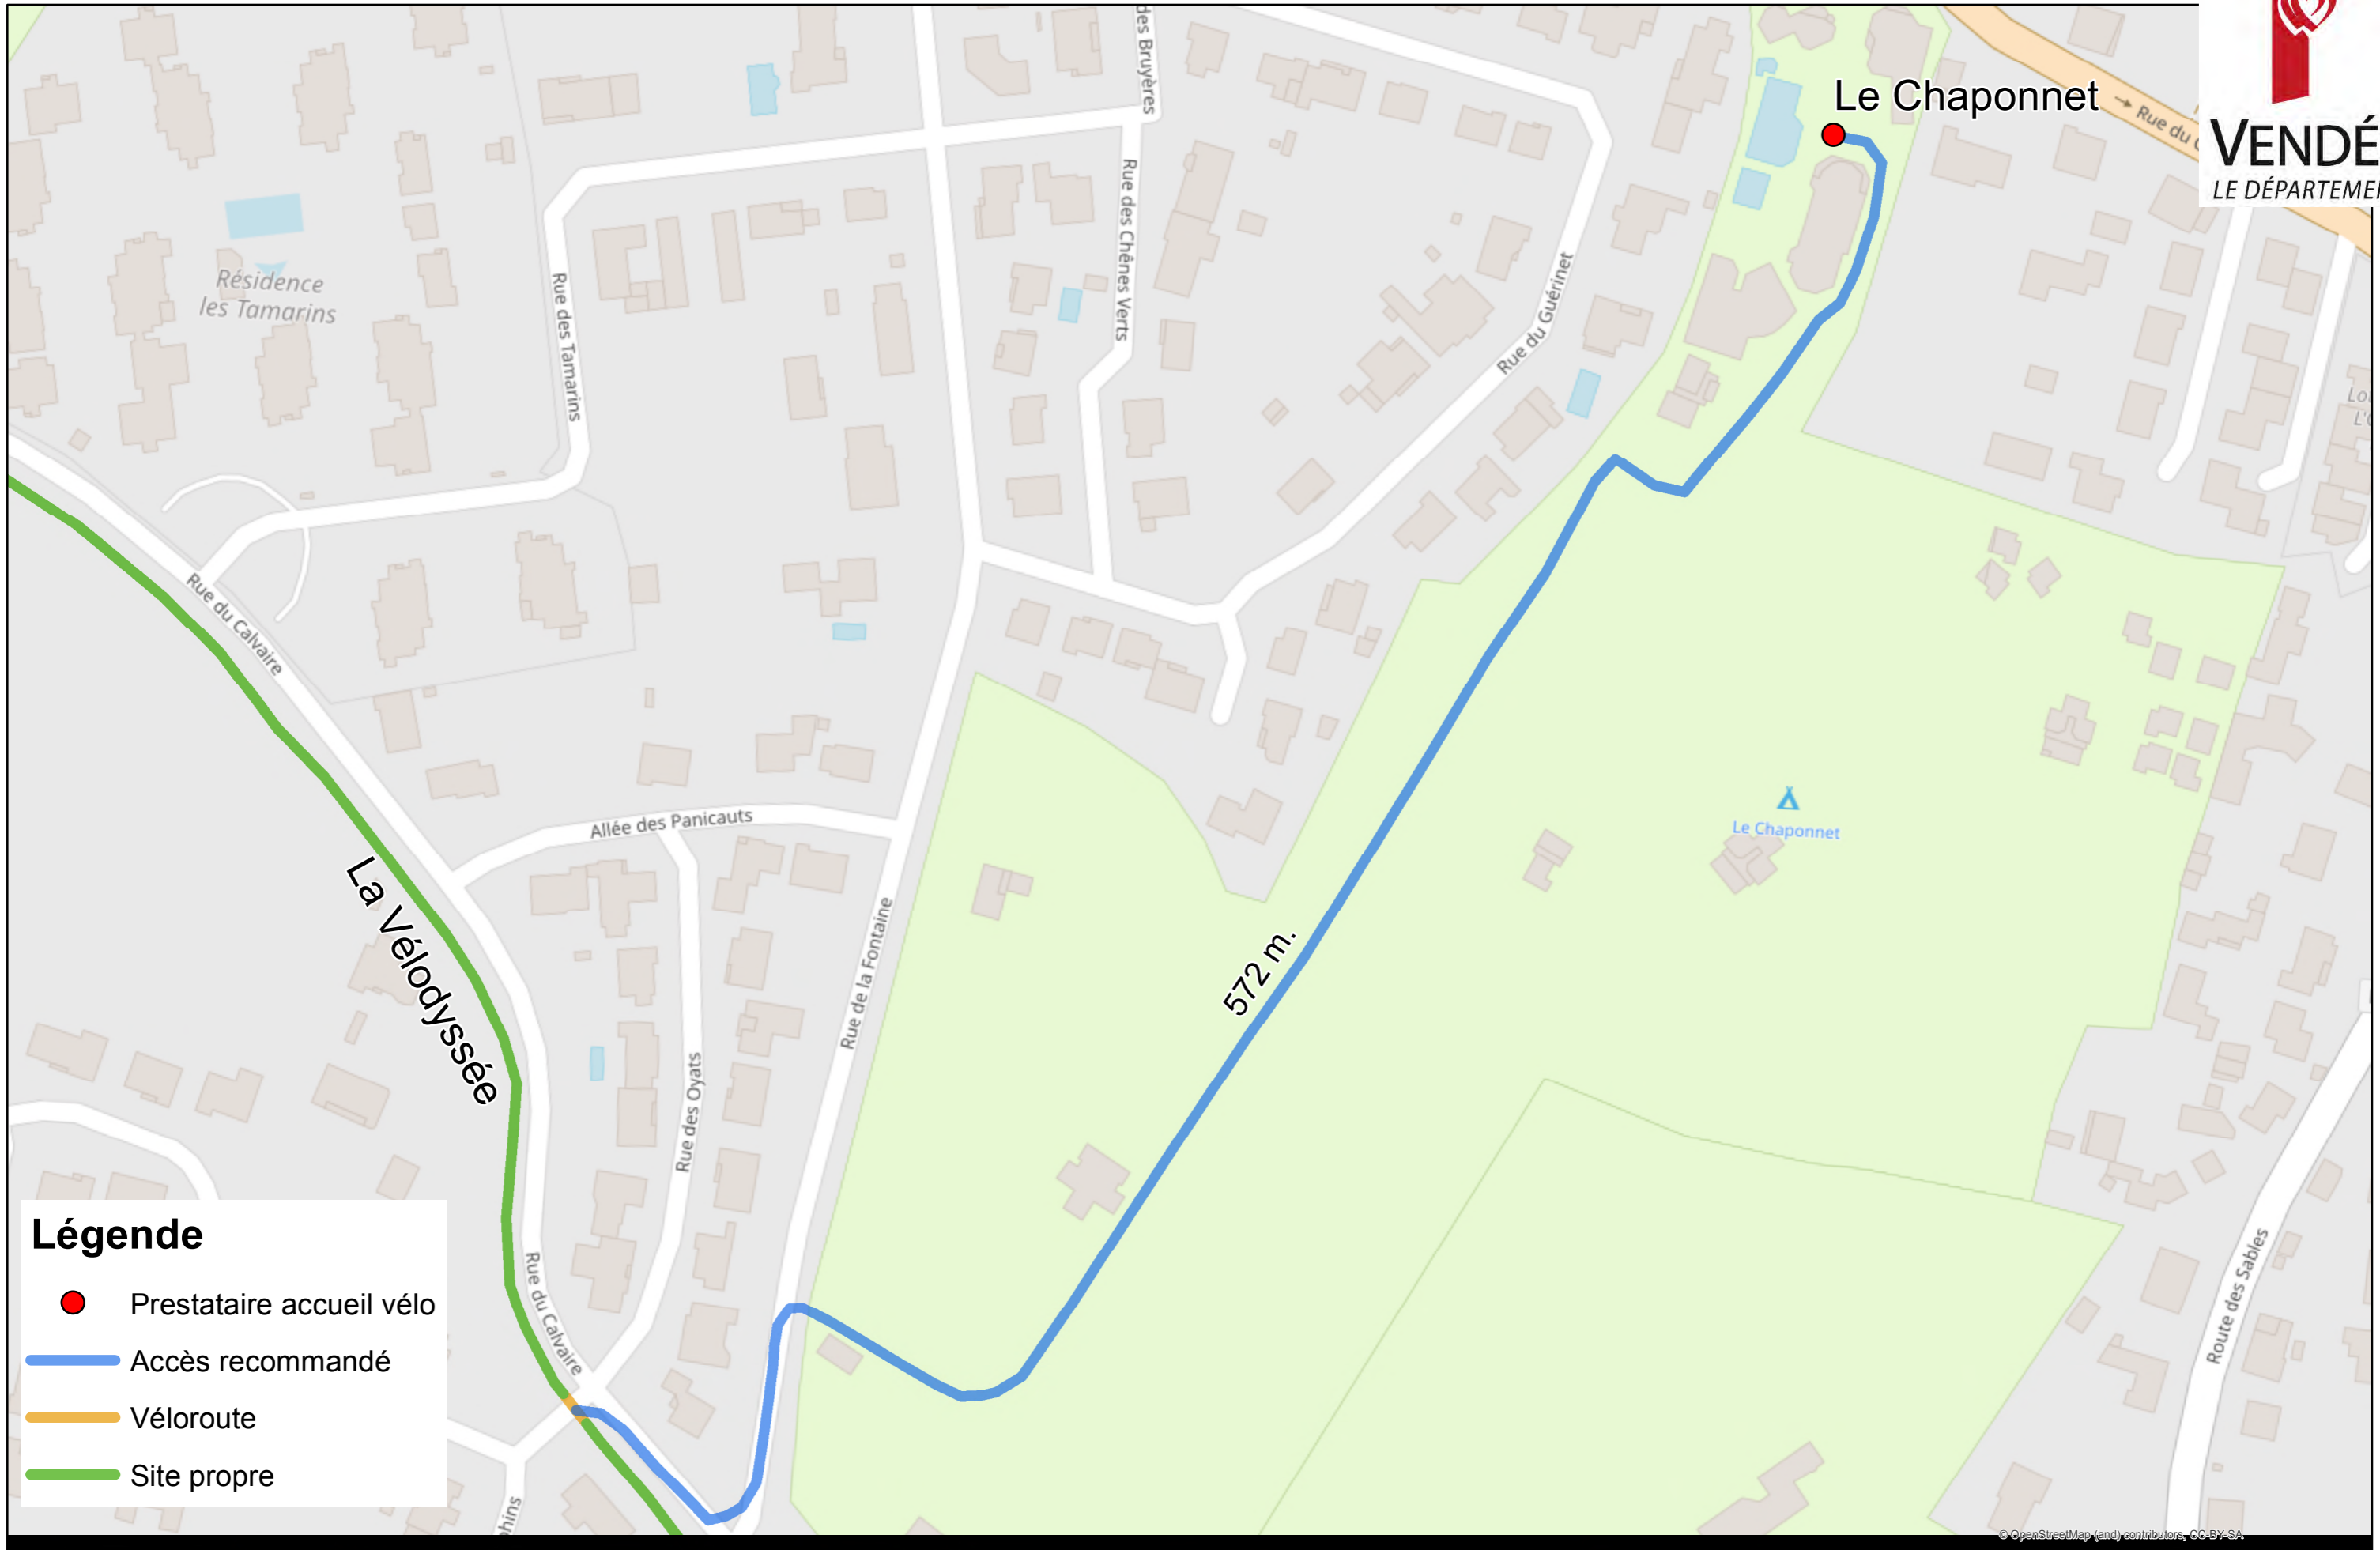 des Bruyères
Le Chaponnet
Rue du
VENDÉ
LE DÉPARTEME
Rue des Chênes Verts
Résidence
les Tamarins
Rue des Tamarins
Rue du Guérinet
Rue du Calvaire
Le Chaponnet
Allée des Panicauts
La Vélodyssée
Rue de la Fontaine
572 m.
Rue des Oyats
Rue du Calvaire
Route des Sables
Légende
Prestataire accueil vélo
Accès recommandé
Véloroute
Site propre
© OpenStreetMap (and) contributors, CC-BY-SA